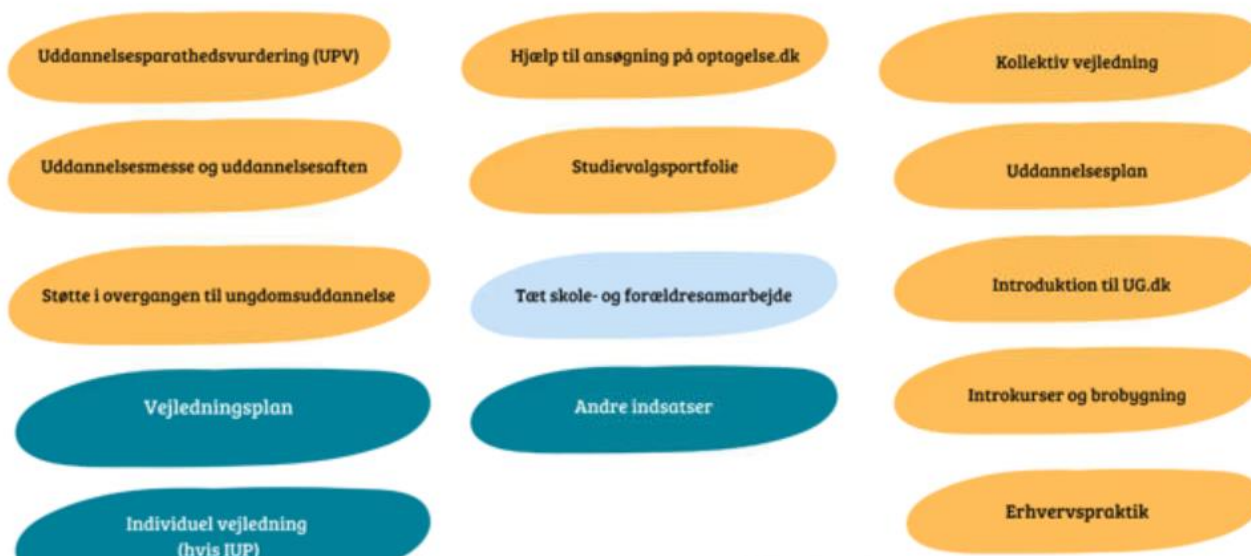 Uddannelsesparathedsvurdering (UPV)
Uddannelsesmesse og uddannelsesaften
Støtte i overgangen til ungdomsuddannelse
Vejledningsplan
Individuel vejledning
(hvis IUP)
Hjælp til ansøgning på optagelse.dk
Studievalgsportfolie
Tæt skole- og forældresamarbejde
Andre indsatser
Kollektiv vejledning
Uddannelsesplan
Introduktion til UG.dk
Introkurser og brobygning
Erhvervspraktik